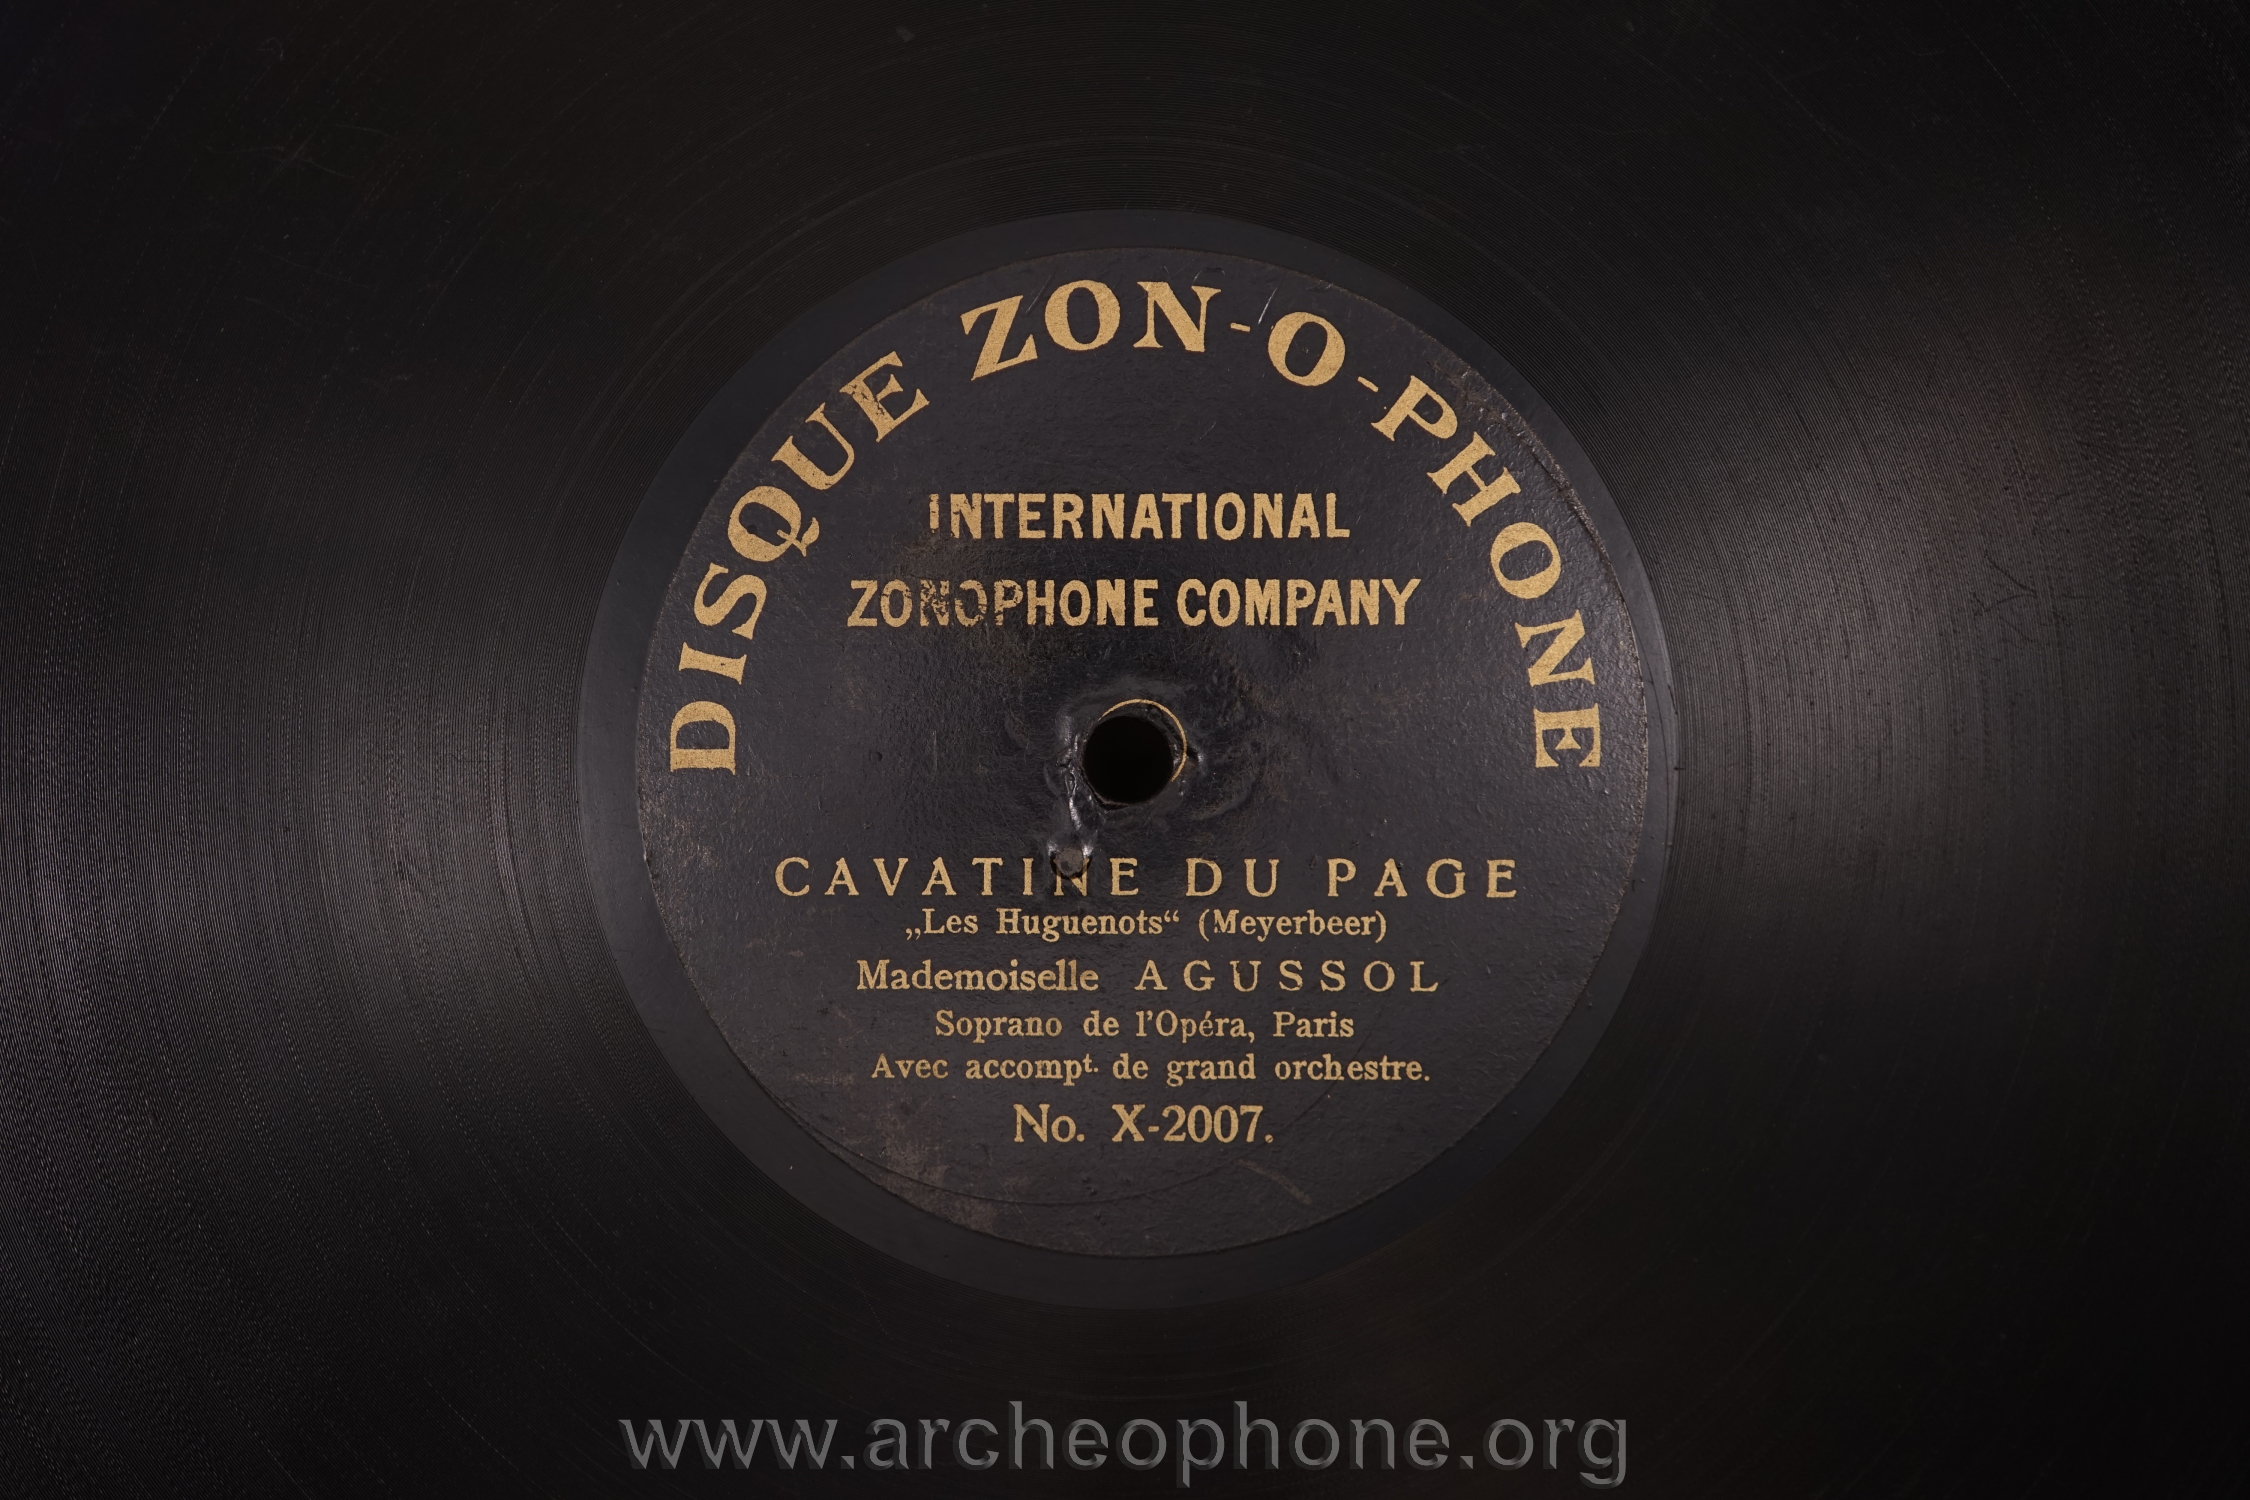 DISQUE ZON-O-PHONE
INTERNATIONAL
ZONOPHONE COMPANY
CAVATINE DU PAGE
„Les Huguenots“ (Meyerbeer)
Mademoiselle AGUSSOL
Soprano de l'Opéra, Paris
Avec accompt. de grand orchestre.
No. X-2007.
www.archeophone.org